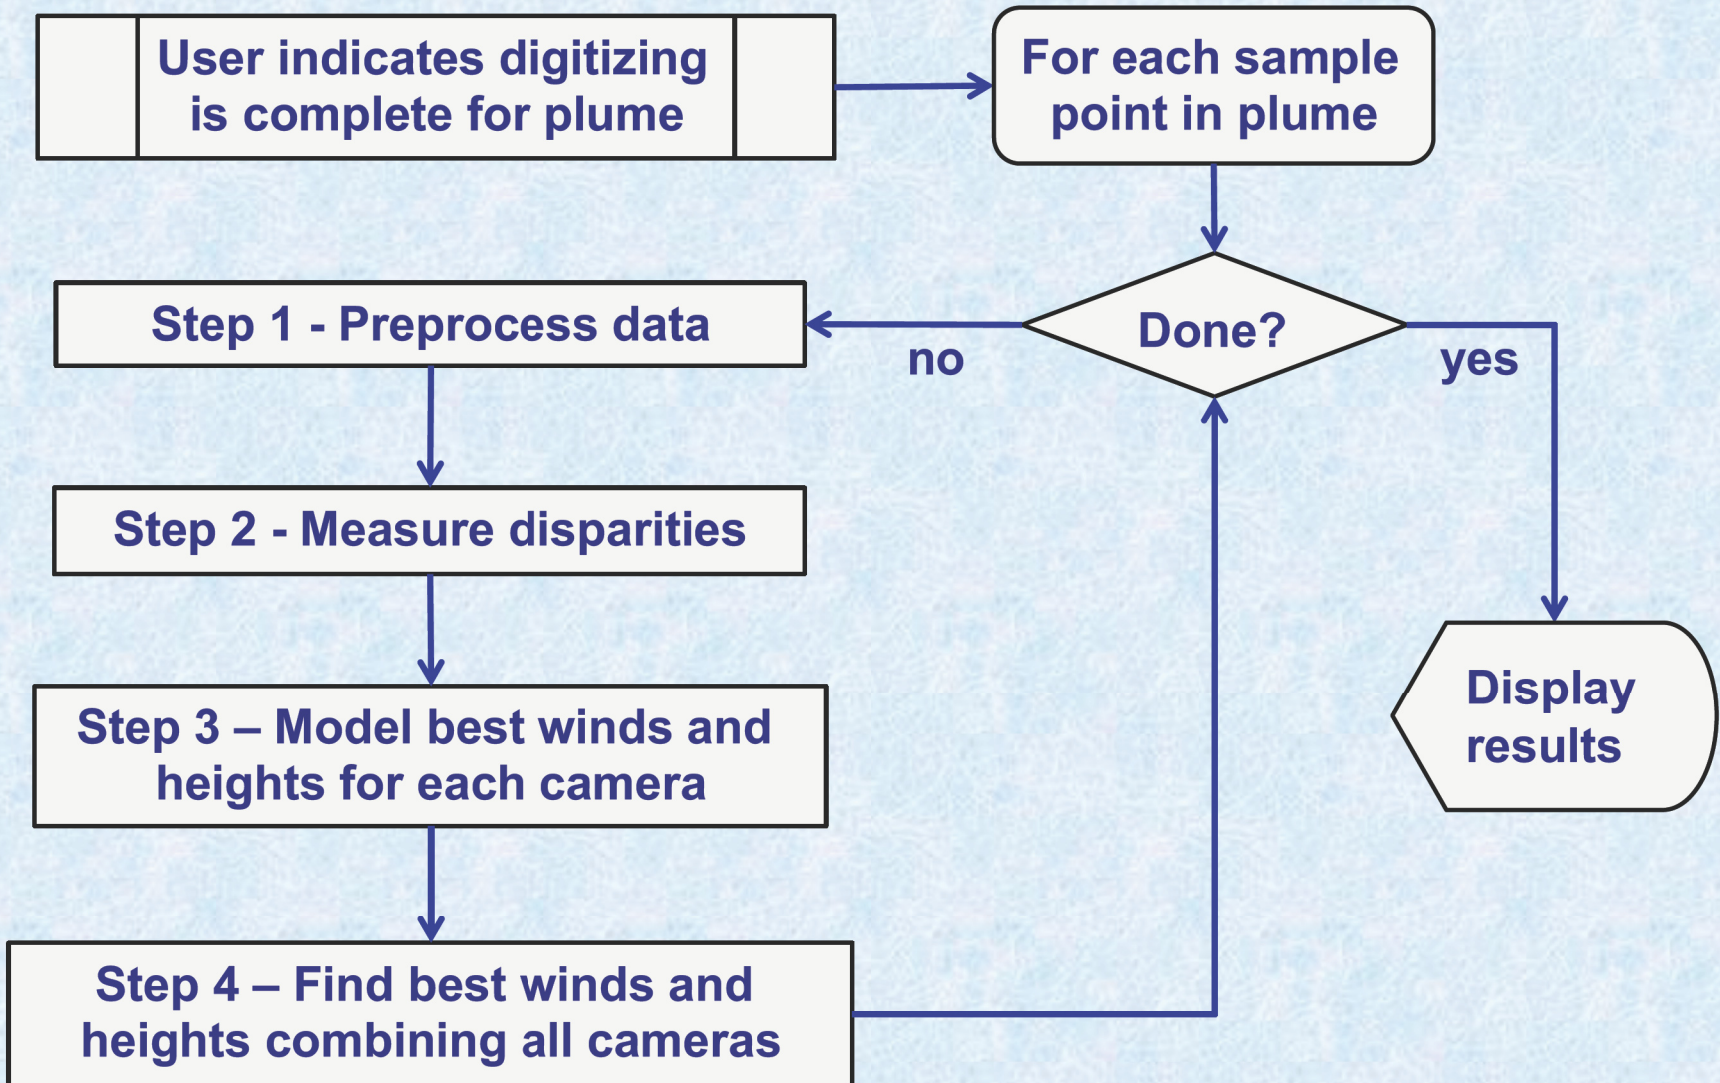 User indicates digitizing
is complete for plume
For each sample
point in plume
Done?
no
yes
Step 1 - Preprocess data
Step 2 - Measure disparities
Step 3 – Model best winds and
heights for each camera
Step 4 – Find best winds and
heights combining all cameras
Display
results